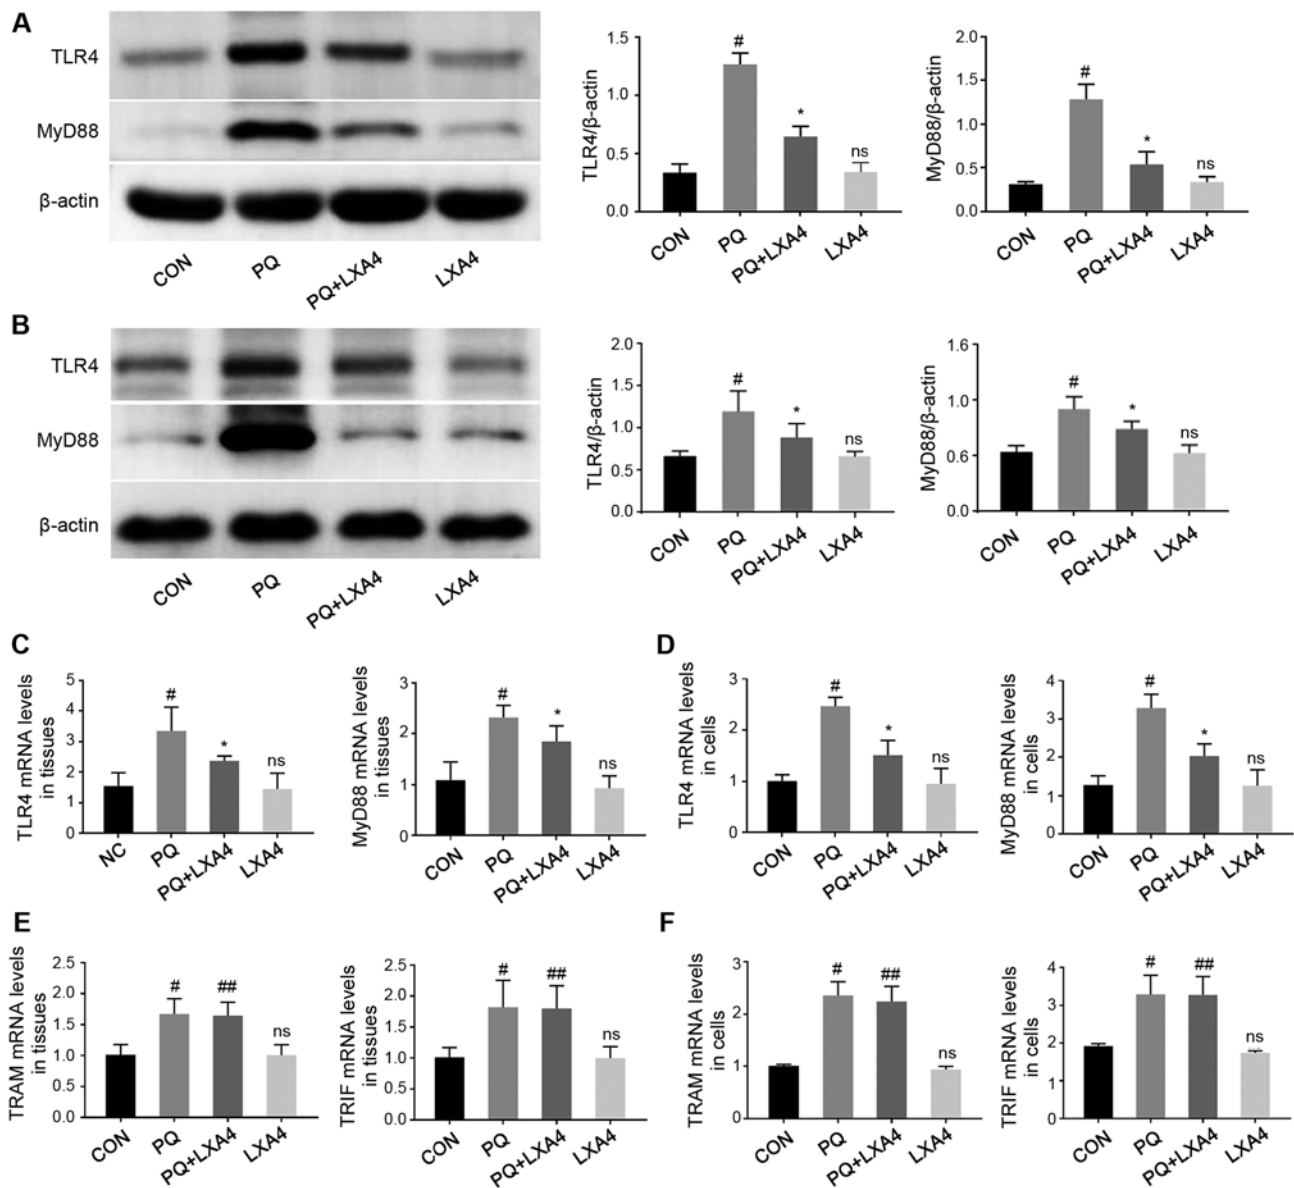 A
TLR4
MyD88
β-actin
CON
PQ
PQ+LXA4
LXA4
TLR4/β-actin
1.5
1.0
0.5
0.0
#
*
ns
CON
PQ
PQ+LXA4
LXA4
MyD88/β-actin
2.0
1.5
1.0
0.5
0.0
#
*
ns
CON
PQ
PQ+LXA4
LXA4
B
TLR4
MyD88
β-actin
CON
PQ
PQ+LXA4
LXA4
TLR4/β-actin
2.0
1.5
1.0
0.5
0.0
#
*
ns
CON
PQ
PQ+LXA4
LXA4
MyD88/β-actin
1.6
1.0
0.6
0.0
#
*
ns
CON
PQ
PQ+LXA4
LXA4
C
TLR4 mRNA levels
in tissues
5
4
3
2
1
0
#
*
ns
NC
PQ
PQ+LXA4
LXA4
MyD88 mRNA levels
in tissues
3
2
1
0
#
*
ns
CON
PQ
PQ+LXA4
LXA4
D
TLR4 mRNA levels
in cells
3
2
1
0
#
*
ns
CON
PQ
PQ+LXA4
LXA4
MyD88 mRNA levels
in cells
4
3
2
1
0
#
*
ns
CON
PQ
PQ+LXA4
LXA4
E
TRAM mRNA levels
in tissues
2.5
2.0
1.5
1.0
0.5
0.0
#
##
ns
CON
PQ
PQ+LXA4
LXA4
TRIF mRNA levels
in tissues
2.5
2.0
1.5
1.0
0.5
0.0
#
##
ns
CON
PQ
PQ+LXA4
LXA4
F
TRAM mRNA levels
in cells
3
2
1
0
#
##
ns
CON
PQ
PQ+LXA4
LXA4
TRIF mRNA levels
in cells
4
3
2
1
0
#
##
ns
CON
PQ
PQ+LXA4
LXA4